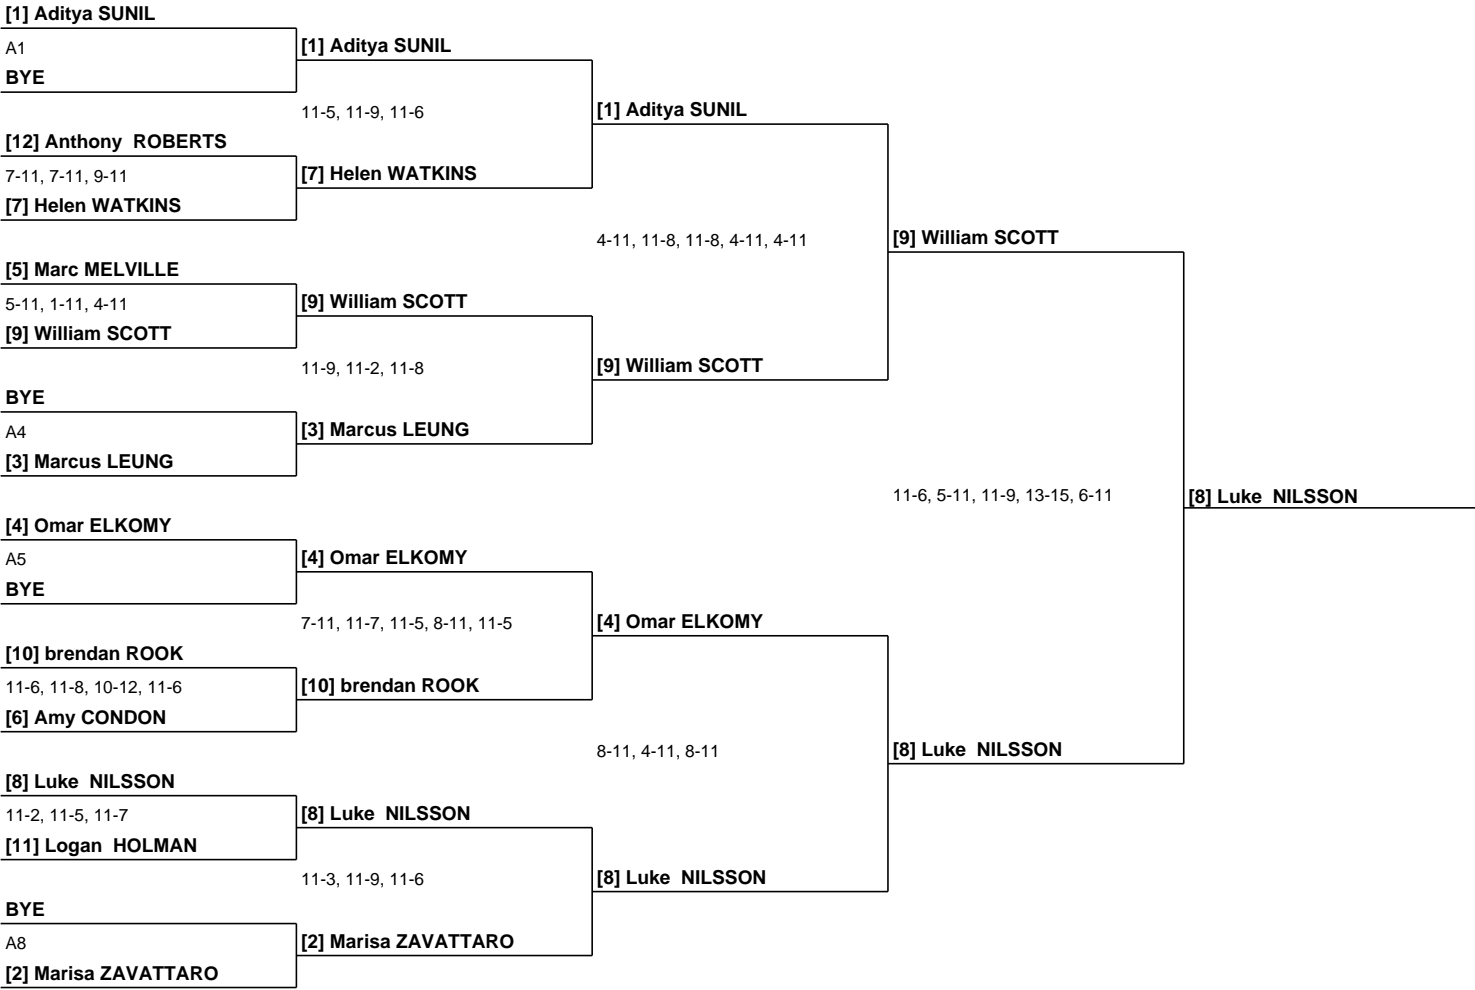 [1] Aditya SUNIL
A1
BYE
[1] Aditya SUNIL
11-5, 11-9, 11-6
[12] Anthony  ROBERTS
7-11, 7-11, 9-11
[7] Helen WATKINS
[7] Helen WATKINS
[1] Aditya SUNIL
4-11, 11-8, 11-8, 4-11, 4-11
[5] Marc MELVILLE
5-11, 1-11, 4-11
[9] William SCOTT
[9] William SCOTT
11-9, 11-2, 11-8
BYE
A4
[3] Marcus LEUNG
[3] Marcus LEUNG
[9] William SCOTT
[9] William SCOTT
11-6, 5-11, 11-9, 13-15, 6-11
[8] Luke  NILSSON
[4] Omar ELKOMY
A5
BYE
[4] Omar ELKOMY
7-11, 11-7, 11-5, 8-11, 11-5
[10] brendan ROOK
11-6, 11-8, 10-12, 11-6
[6] Amy CONDON
[10] brendan ROOK
[4] Omar ELKOMY
8-11, 4-11, 8-11
[8] Luke  NILSSON
[8] Luke  NILSSON
11-2, 11-5, 11-7
[11] Logan  HOLMAN
[8] Luke  NILSSON
11-3, 11-9, 11-6
[8] Luke  NILSSON
BYE
A8
[2] Marisa ZAVATTARO
[2] Marisa ZAVATTARO